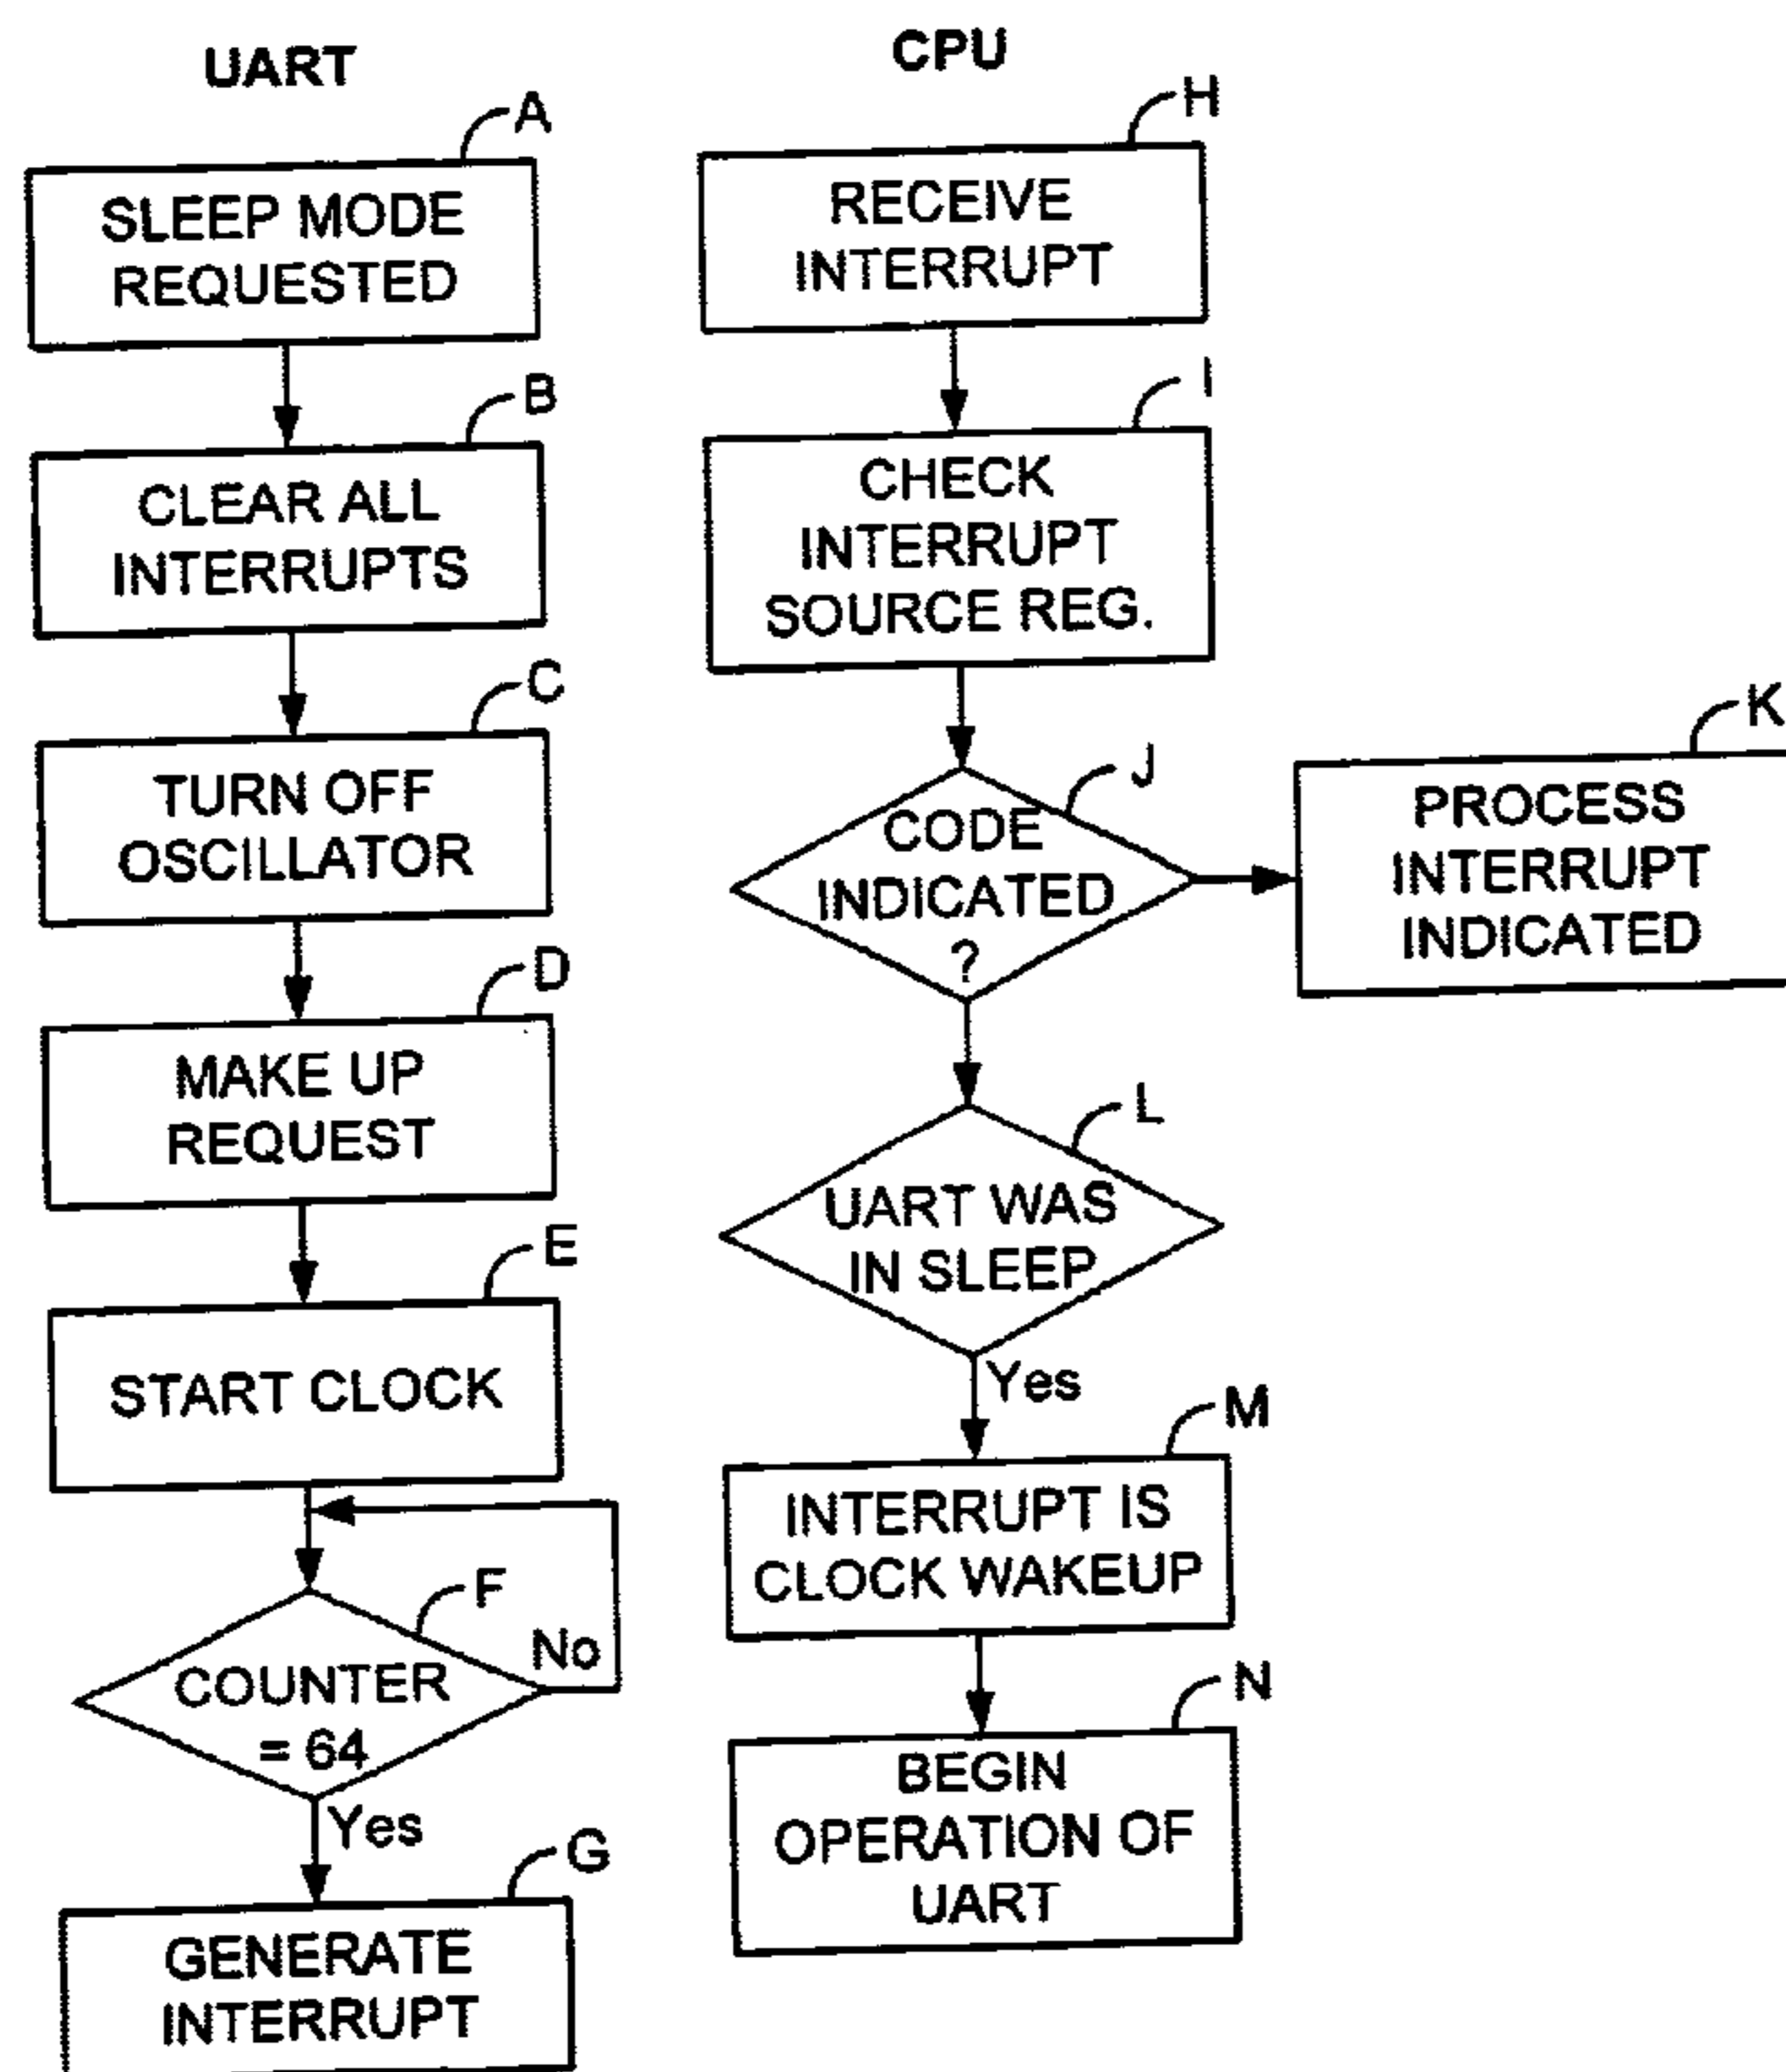 UART
A
SLEEP MODE
REQUESTED
B
CLEAR ALL
INTERRUPTS
C
TURN OFF
OSCILLATOR
D
MAKE UP
REQUEST
E
START CLOCK
F
COUNTER
= 64
No
Yes
G
GENERATE
INTERRUPT
CPU
H
RECEIVE
INTERRUPT
I
CHECK
INTERRUPT
SOURCE REG.
J
CODE
INDICATED
?
K
PROCESS
INTERRUPT
INDICATED
L
UART WAS
IN SLEEP
Yes
M
INTERRUPT IS
CLOCK WAKEUP
N
BEGIN
OPERATION OF
UART